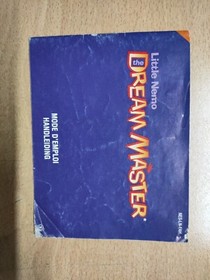 Little Nemo
the
DREAM MASTER
MODE D'EMPLOI
HANDLEIDING